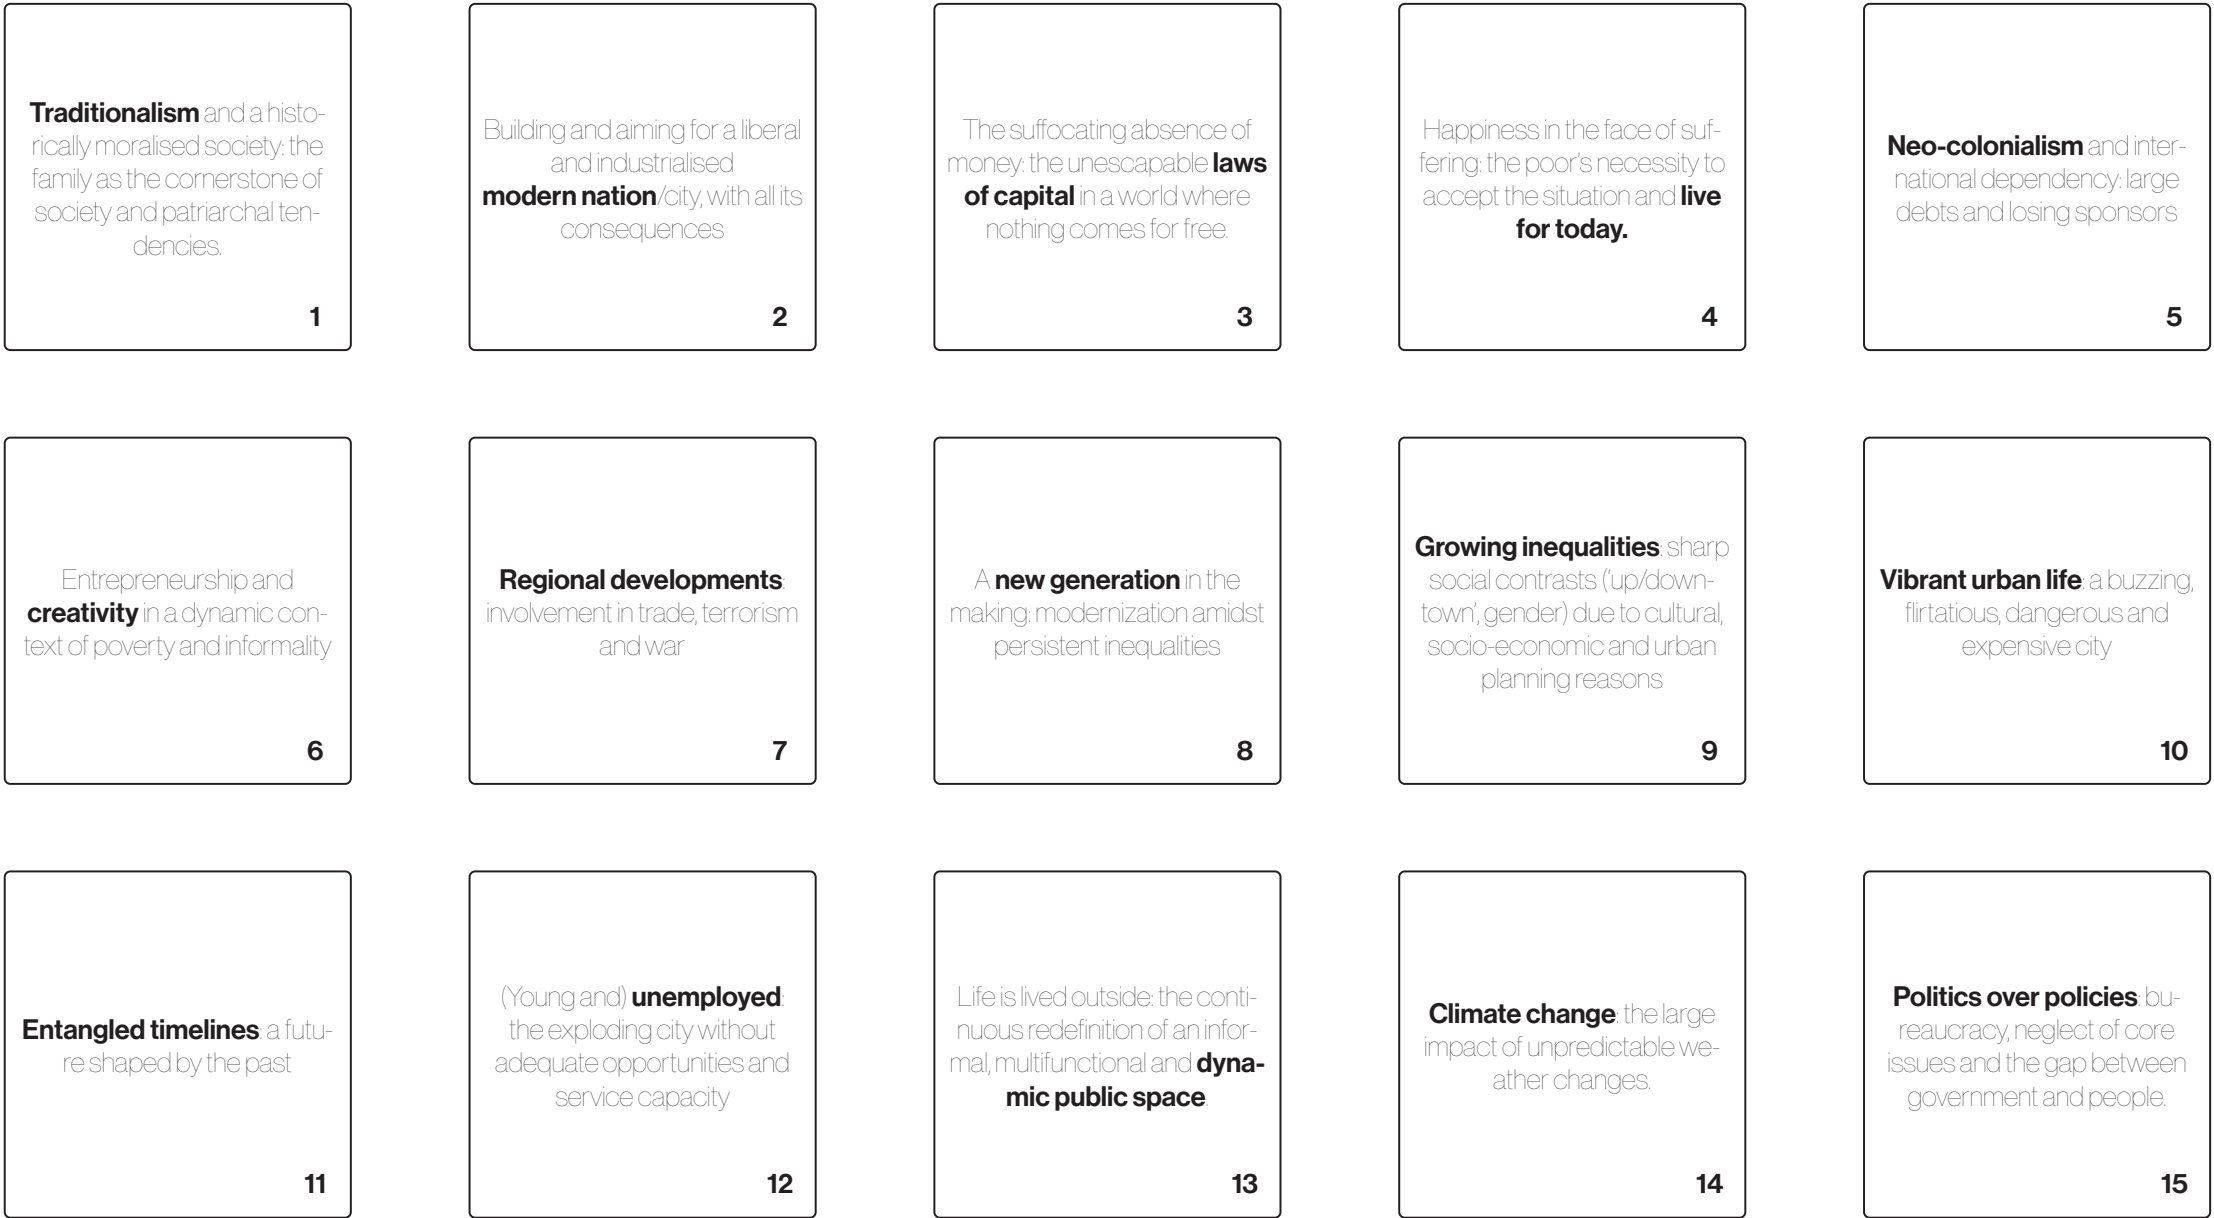 Traditionalism and a histo-
rically moralised society: the
family as the cornerstone of
society and patriarchal ten-
dencies.
1
Building and aiming for a liberal
and industrialised
modern nation/city, with all its
consequences
2
The suffocating absence of
money: the unescapable laws
of capital in a world where
nothing comes for free.
3
Happiness in the face of suf-
fering: the poor's necessity to
accept the situation and live
for today.
4
Neo-colonialism and inter-
national dependency: large
debts and losing sponsors
5
Entrepreneurship and
creativity in a dynamic con-
text of poverty and informality
6
Regional developments:
involvement in trade, terrorism
and war
7
A new generation in the
making: modernization amidst
persistent inequalities
8
Growing inequalities: sharp
social contrasts ('up/down-
town', gender) due to cultural,
socio-economic and urban
planning reasons
9
Vibrant urban life: a buzzing,
flirtatious, dangerous and
expensive city
10
Entangled timelines: a futu-
re shaped by the past
11
(Young and) unemployed:
the exploding city without
adequate opportunities and
service capacity
12
Life is lived outside: the conti-
nuous redefinition of an infor-
mal, multifunctional and dyna-
mic public space.
13
Climate change: the large
impact of unpredictable we-
ather changes.
14
Politics over policies: bu-
reaucracy, neglect of core
issues and the gap between
government and people.
15